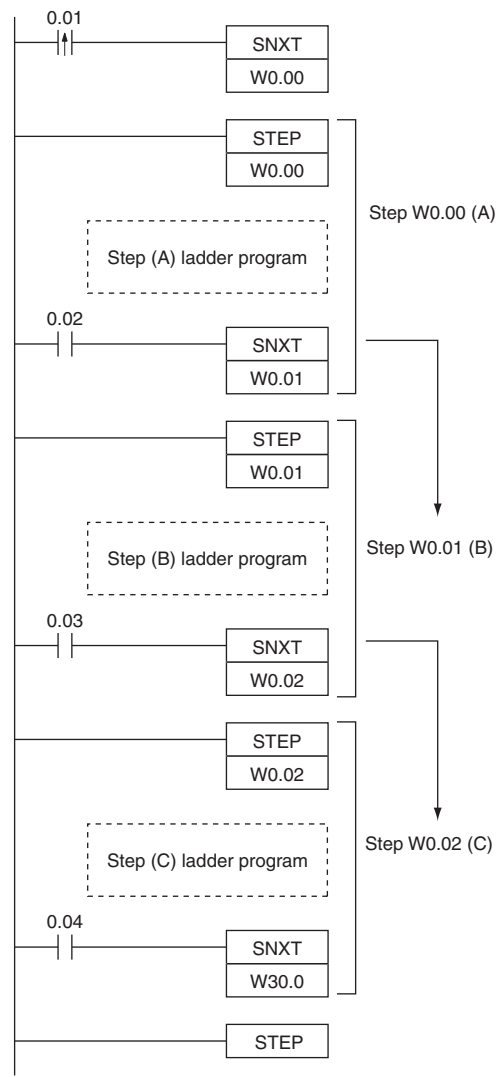 0.01
SNXT
W0.00
STEP
W0.00
Step W0.00 (A)
Step (A) ladder program
0.02
SNXT
W0.01
STEP
W0.01
Step W0.01 (B)
Step (B) ladder program
0.03
SNXT
W0.02
STEP
W0.02
Step W0.02 (C)
Step (C) ladder program
0.04
SNXT
W30.0
STEP